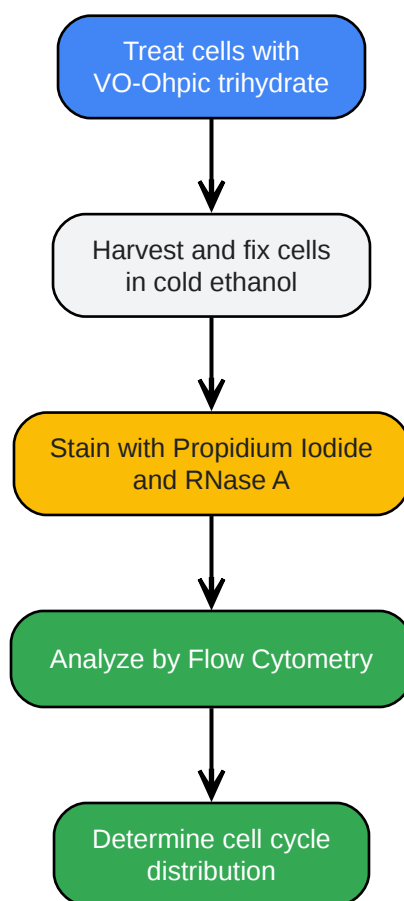 Treat cells with
VO-Ohpic trihydrate
Harvest and fix cells
in cold ethanol
Stain with Propidium Iodide
and RNase A
Analyze by Flow Cytometry
Determine cell cycle
distribution